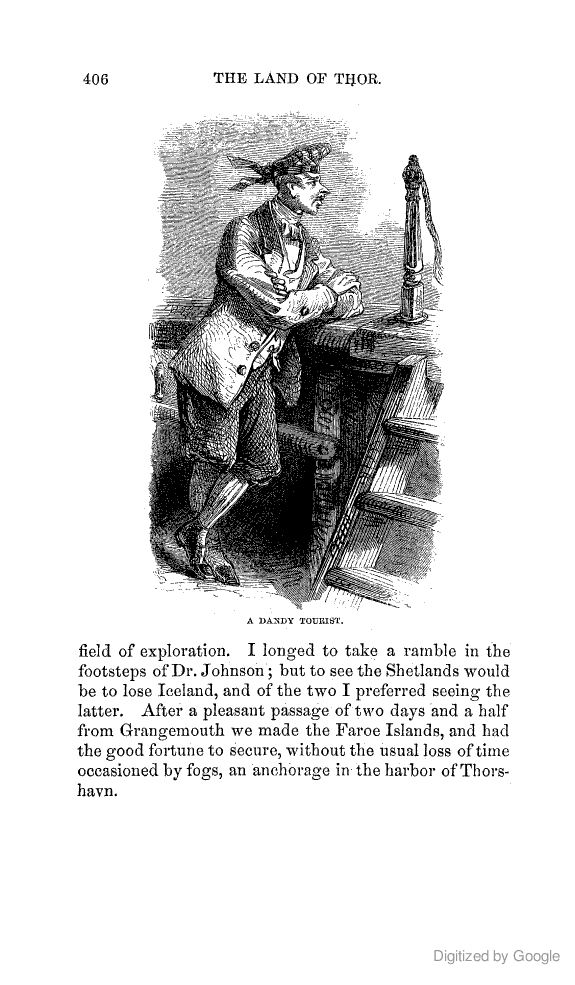 406 THE LAND OF THOR.
A DANDY TOURIST.
field of exploration. I longed to take a ramble in the
footsteps of Dr. Johnson; but to see the Shetlands would
be to lose Iceland, and of the two I preferred seeing the
latter. After a pleasant passage of two days and a half
from Grangemouth we made the Faroe Islands, and had
the good fortune to secure, without the usual loss of time
occasioned by fogs, an anchorage in the harbor of Thors-
havn.
Digitized by Google